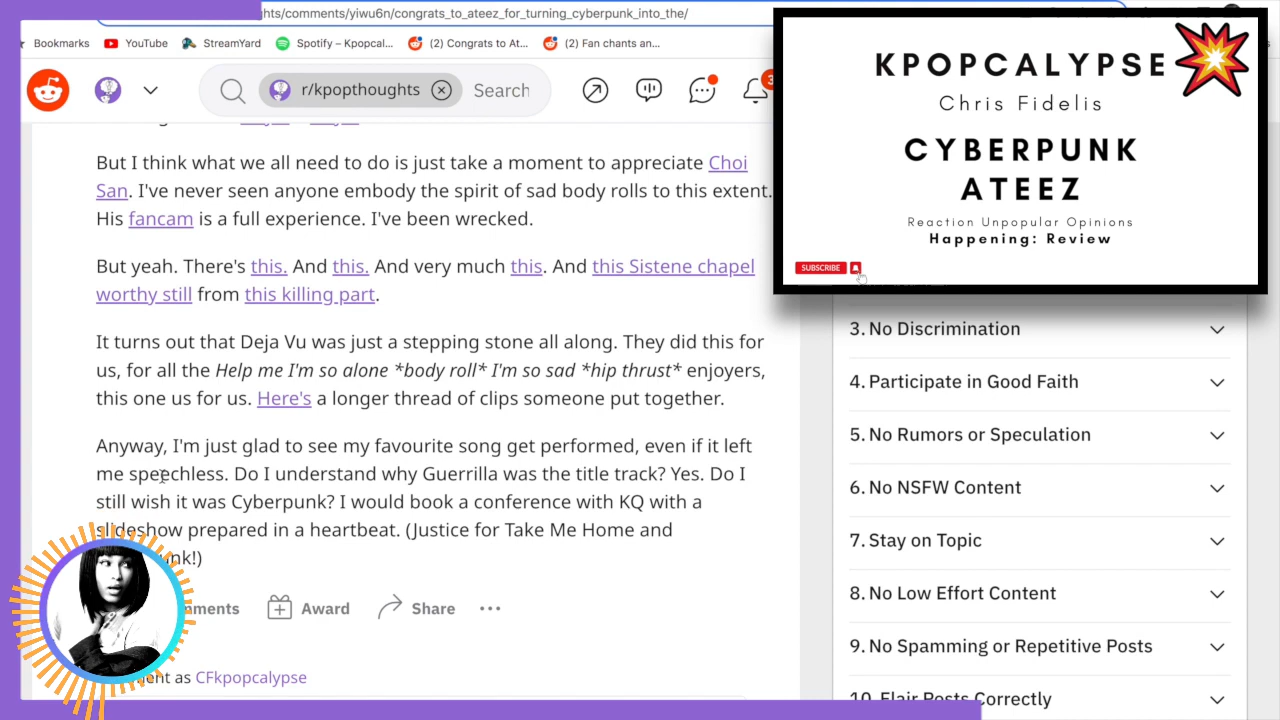 hts/comments/yiwu6n/congrats_to_ateez_for_turning_cyberpunk_into_the/
Bookmarks
YouTube
StreamYard
Spotify – Kpopcal...
(2) Congrats to At...
(2) Fan chants an...
r/kpopthoughts
Search
3
KPOPCALYPSE
Chris Fidelis
CYBERPUNK
ATEEZ
Reaction Unpopular Opinions
Happening: Review
SUBSCRIBE
But I think what we all need to do is just take a moment to appreciate Choi
San. I've never seen anyone embody the spirit of sad body rolls to this extent.
His fancam is a full experience. I've been wrecked.
But yeah. There's this. And this. And very much this. And this Sistene chapel
worthy still from this killing part.
It turns out that Deja Vu was just a stepping stone all along. They did this for
us, for all the Help me I'm so alone *body roll* I'm so sad *hip thrust* enjoyers,
this one us for us. Here's a longer thread of clips someone put together.
Anyway, I'm just glad to see my favourite song get performed, even if it left
me speechless. Do I understand why Guerrilla was the title track? Yes. Do I
still wish it was Cyberpunk? I would book a conference with KQ with a
slideshow prepared in a heartbeat. (Justice for Take Me Home and
nk!)
mments
Award
Share
ent as CFkpopcalypse
3. No Discrimination
4. Participate in Good Faith
5. No Rumors or Speculation
6. No NSFW Content
7. Stay on Topic
8. No Low Effort Content
9. No Spamming or Repetitive Posts
10. Flair Posts Correctly